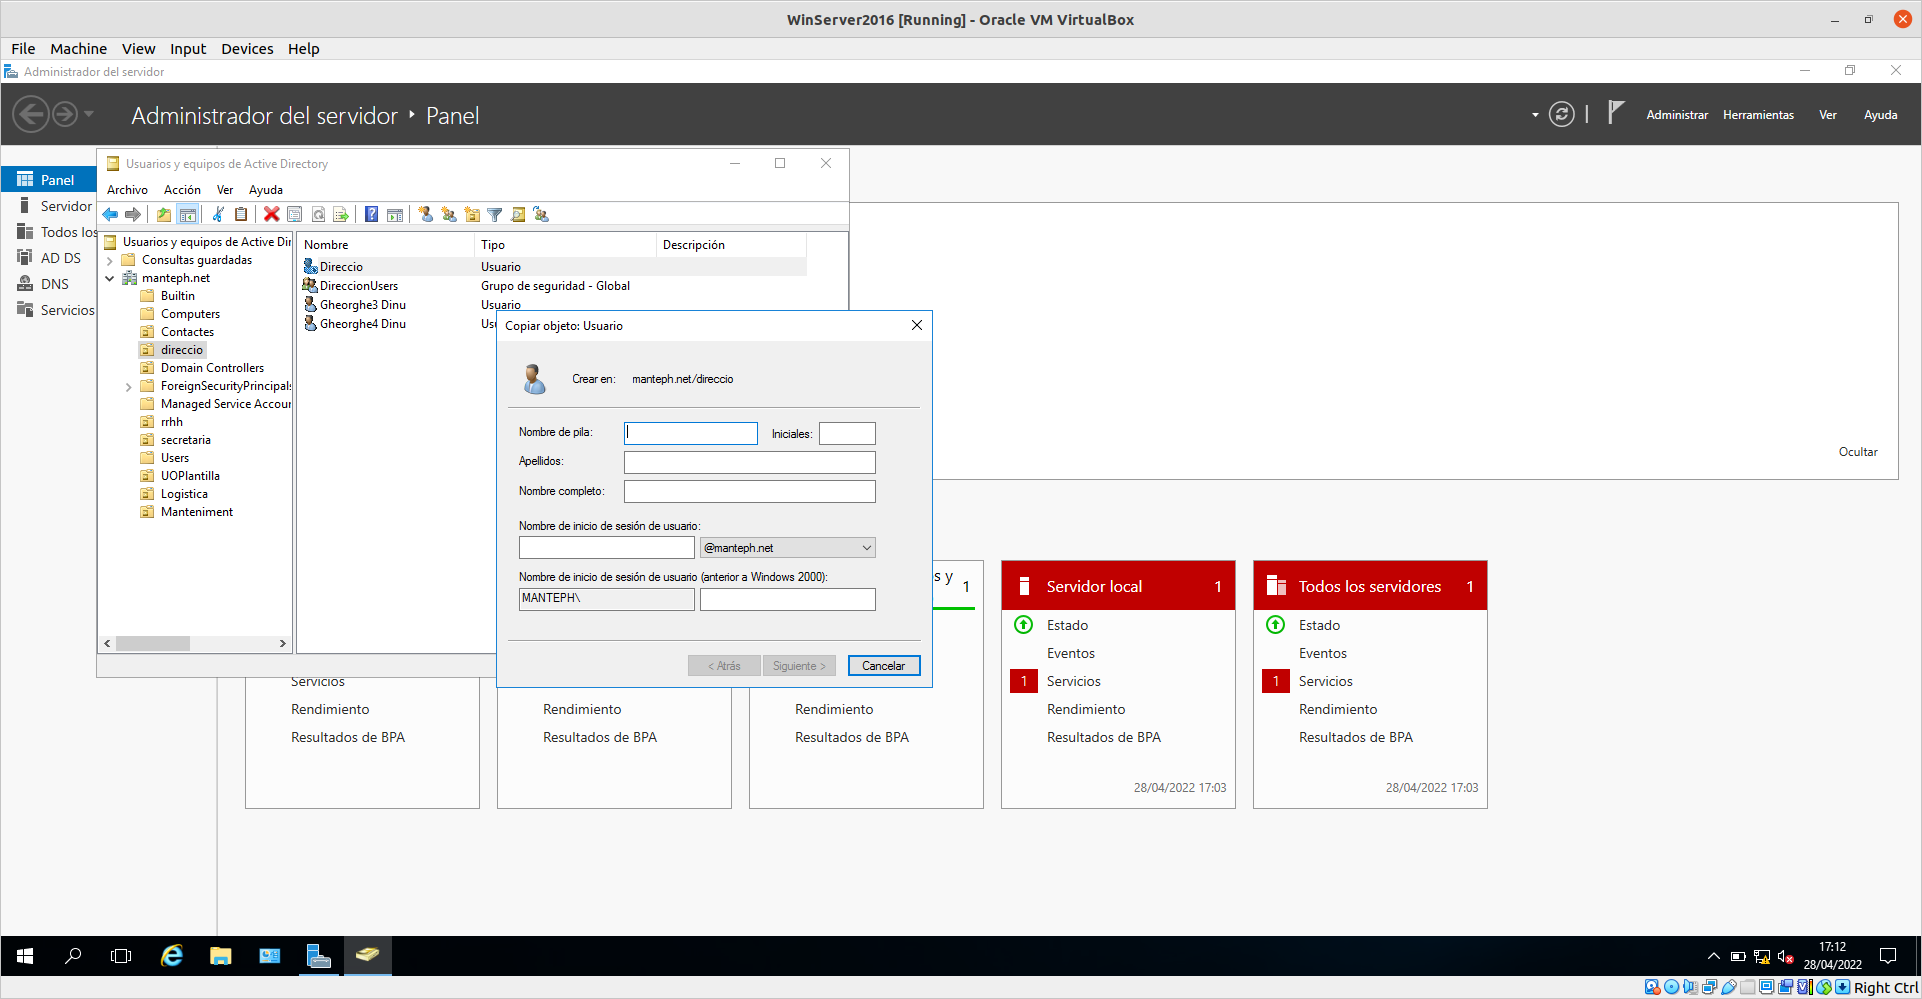 WinServer2016 [Running] - Oracle VM VirtualBox
File Machine View Input Devices Help
Administrador del servidor
Administrador del servidor ‣ Panel
Administrar Herramientas Ver Ayuda
Panel
Servidor
Todos los
AD DS
DNS
Servicios
Usuarios y equipos de Active Directory
Archivo Acción Ver Ayuda
Usuarios y equipos de Active Dir
Consultas guardadas
manteph.net
Builtin
Computers
Contactes
direccio
Domain Controllers
ForeignSecurityPrincipals
Managed Service Accour
rrhh
secretaria
Users
UOPlantilla
Logistica
Manteniment
Nombre Tipo Descripción
Direccio Usuario
DireccionUsers Grupo de seguridad - Global
Gheorghe3 Dinu Usuario
Gheorghe4 Dinu Usu
Copiar objeto: Usuario
Crear en: manteph.net/direccio
Nombre de pila:
Iniciales:
Apellidos:
Nombre completo:
Nombre de inicio de sesión de usuario:
@manteph.net
Nombre de inicio de sesión de usuario (anterior a Windows 2000):
MANTEPH\
< Atrás Siguiente > Cancelar
Ocultar
Servicios
Rendimiento
Resultados de BPA
Rendimiento
Resultados de BPA
s y 1
Rendimiento
Resultados de BPA
Servidor local 1
Estado
Eventos
1 Servicios
Rendimiento
Resultados de BPA
28/04/2022 17:03
Todos los servidores 1
Estado
Eventos
1 Servicios
Rendimiento
Resultados de BPA
28/04/2022 17:03
17:12
28/04/2022
Right Ctrl